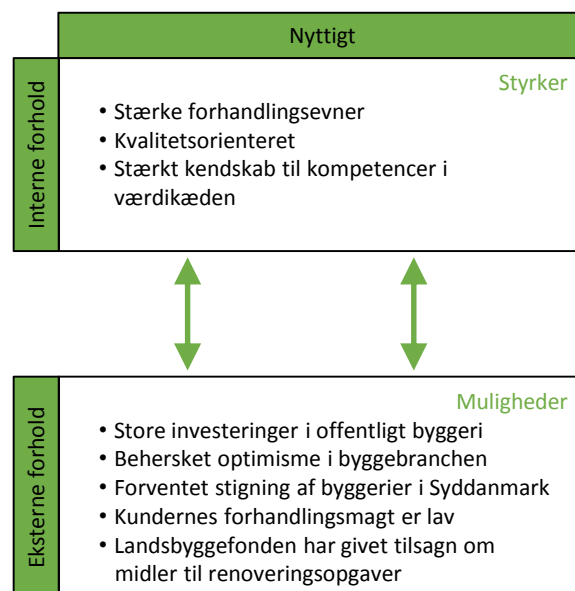 Nyttigt
Interne forhold
Styrker
• Stærke forhandlingsevner
• Kvalitetsorienteret
• Stærkt kendskab til kompetencer i
værdikæden
Eksterne forhold
Muligheder
• Store investeringer i offentligt byggeri
• Behersket optimisme i byggebranchen
• Forventet stigning af byggerier i Syddanmark
• Kundernes forhandlingsmagt er lav
• Landsbyggefonden har givet tilsagn om
midler til renoveringsopgaver